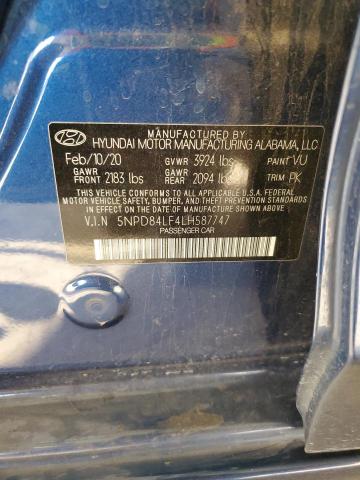 MANUFACTURED BY
HYUNDAI MOTOR MANUFACTURING ALABAMA, LLC
Feb/10/20 GVWR 3924 lbs PAINT VU
GAWR FRONT 2183 lbs GAWR REAR 2094 lbs TRIM PK
THIS VEHICLE CONFORMS TO ALL APPLICABLE U.S.A FEDERAL
MOTOR VEHICLE SAFETY, BUMPER, AND THEFT PREVENTION STANDARDS
IN EFFECT ON THE DATE OF MANUFACTURE SHOWN ABOVE.
V.I.N 5NPD84LF4LH587747
PASSENGER CAR